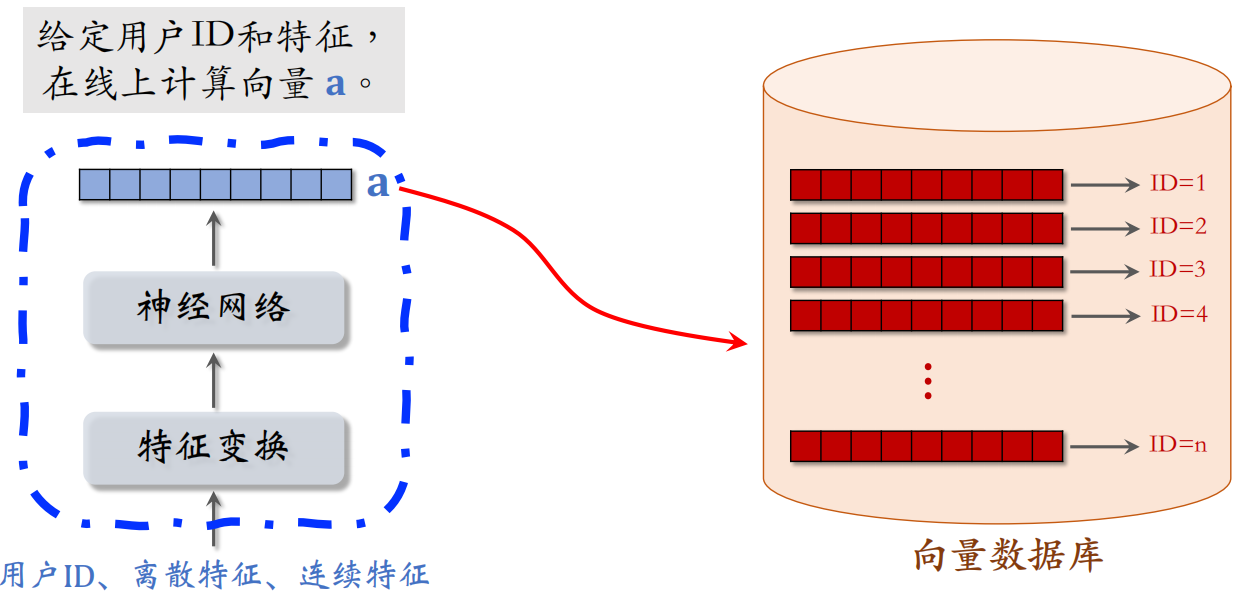 给定用户ID和特征，
在线上计算向量 a。
a
神经网络
特征变换
用户ID、离散特征、连续特征
ID=1
ID=2
ID=3
ID=4
ID=n
向量数据库